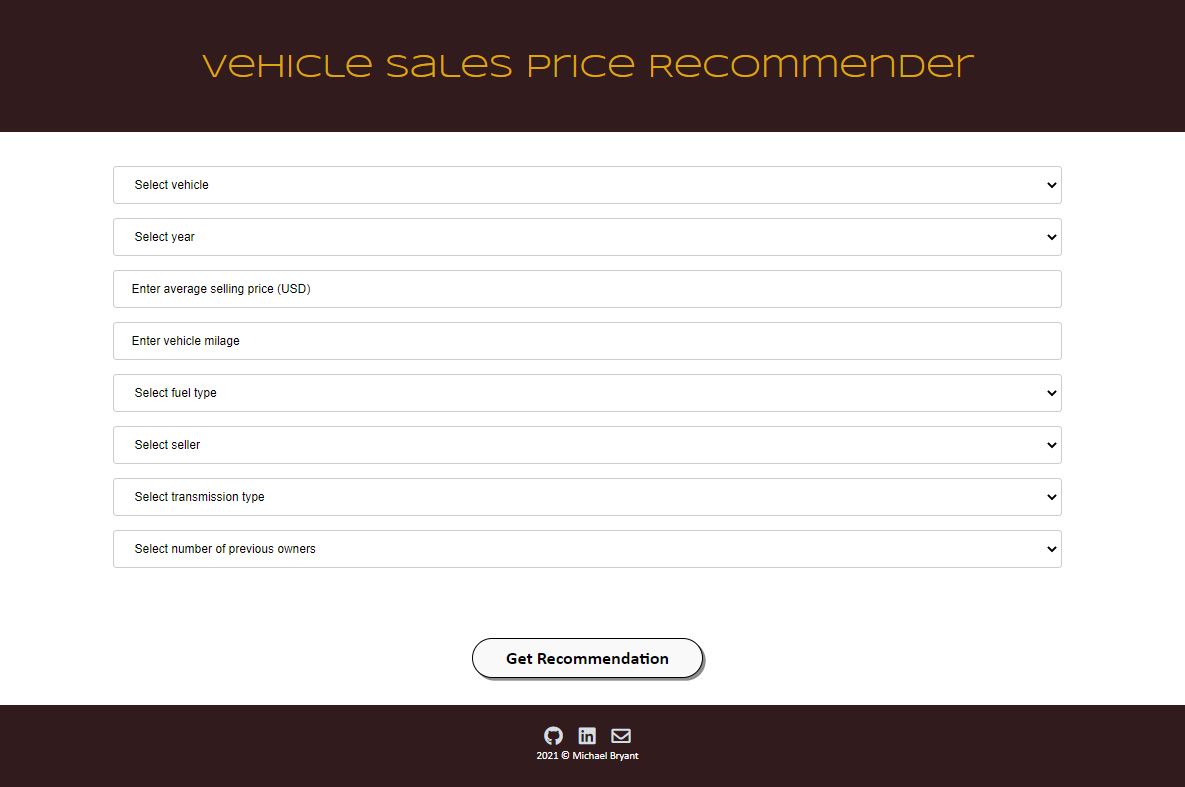 Vehicle Sales Price Recommender
Select vehicle
Select year
Enter average selling price (USD)
Enter vehicle milage
Select fuel type
Select seller
Select transmission type
Select number of previous owners
Get Recommendation
in
2021 © Michael Bryant